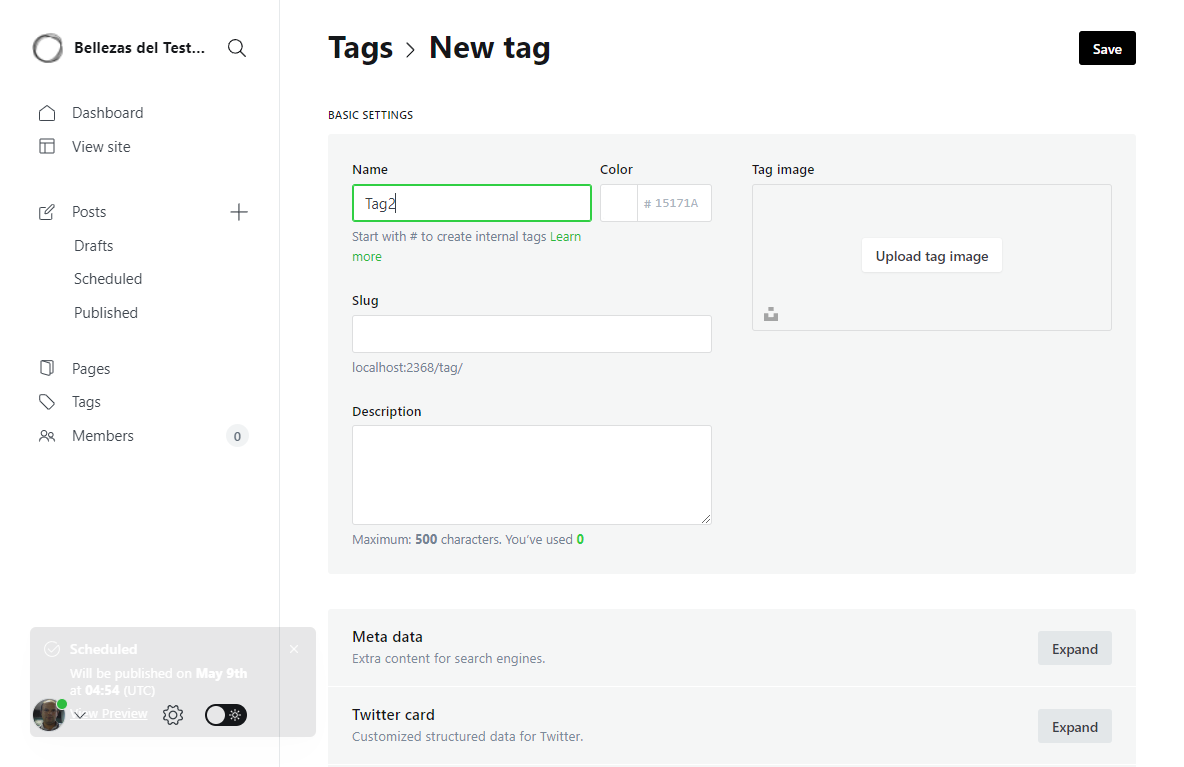 Bellezas del Test...
Dashboard
View site
Posts
Drafts
Scheduled
Published
Pages
Tags
Members
0
Scheduled
Will be published on May 9th
at 04:54 (UTC)
View Preview
Tags > New tag
Save
BASIC SETTINGS
Name
Color
Tag image
Tag2
# 15171A
Start with # to create internal tags Learn
more
Upload tag image
Slug
localhost:2368/tag/
Description
Maximum: 500 characters. You've used 0
Meta data
Extra content for search engines.
Expand
Twitter card
Customized structured data for Twitter.
Expand